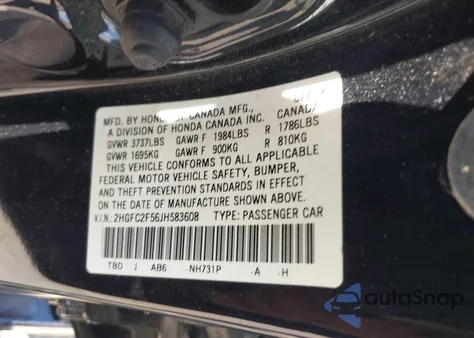 MFD. BY HONDA OF CANADA MFG.,
A DIVISION OF HONDA CANADA INC. CANADA
GVWR 3737LBS GAWR F 1984LBS R 1786LBS
GVWR 1695KG GAWR F 900KG R 810KG
THIS VEHICLE CONFORMS TO ALL APPLICABLE
FEDERAL MOTOR VEHICLE SAFETY, BUMPER,
AND THEFT PREVENTION STANDARDS IN EFFECT
ON THE DATE OF MANUFACTURE SHOWN ABOVE.
V.I.N.:2HGFC2F56JH583608 TYPE: PASSENGER CAR
TBD J AB6 -NH731P -A -H
autoSnap